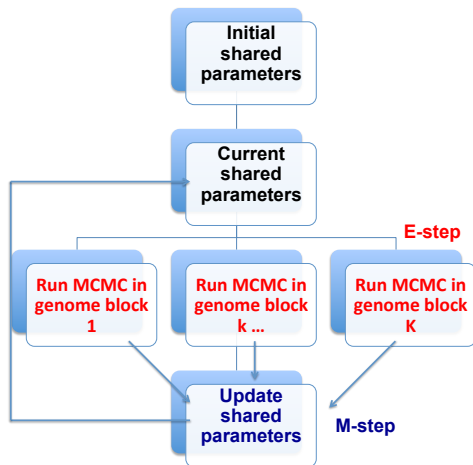 Initial
shared
parameters
Current
shared
parameters
E-step
Run MCMC in
genome block
1
Run MCMC in
genome block
k ...
Run MCMC in
genome block
K
Update
shared
parameters
M-step